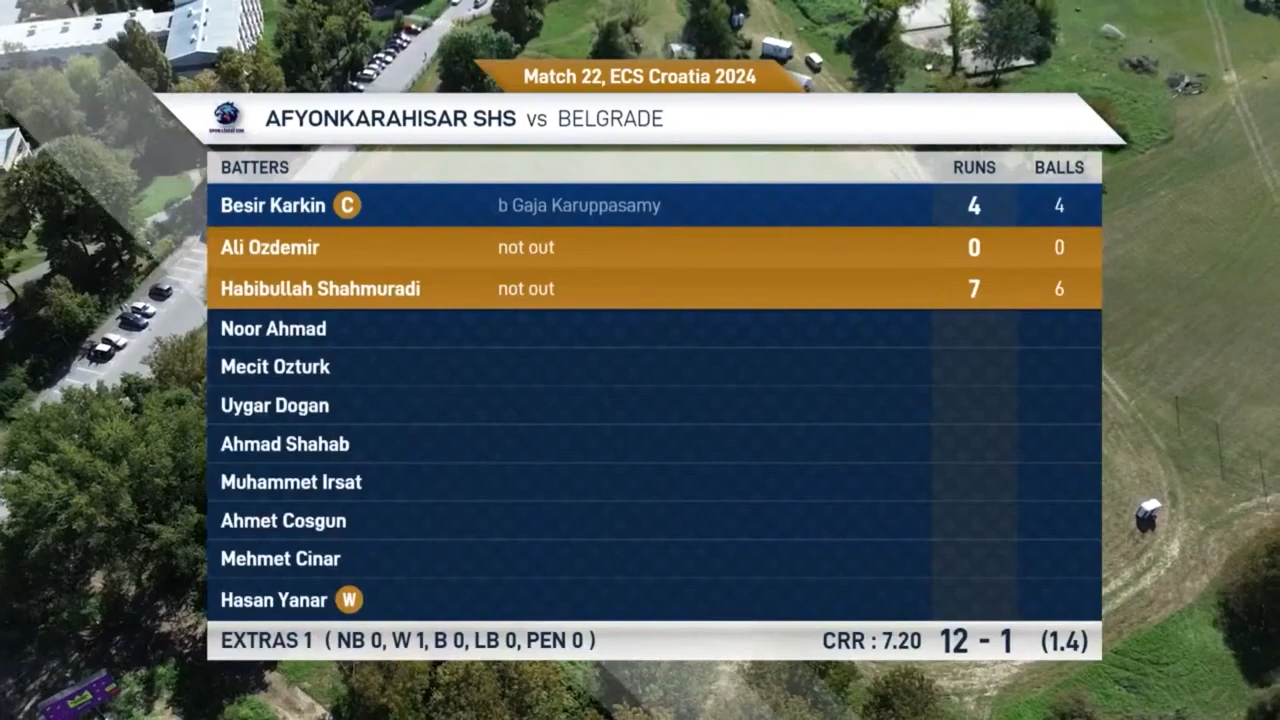 Match 22, ECS Croatia 2024
AFYONKARAHISAR SHS vs BELGRADE
BATTERS RUNS BALLS
Besir Karkin C b Gaja Karuppasamy 4 4
Ali Ozdemir not out 0 0
Habibullah Shahmuradi not out 7 6
Noor Ahmad
Mecit Ozturk
Uygar Dogan
Ahmad Shahab
Muhammet Irsat
Ahmet Cosgun
Mehmet Cinar
Hasan Yanar W
EXTRAS 1 ( NB 0, W 1, B 0, LB 0, PEN 0 ) CRR : 7.20 12 - 1 (1.4)